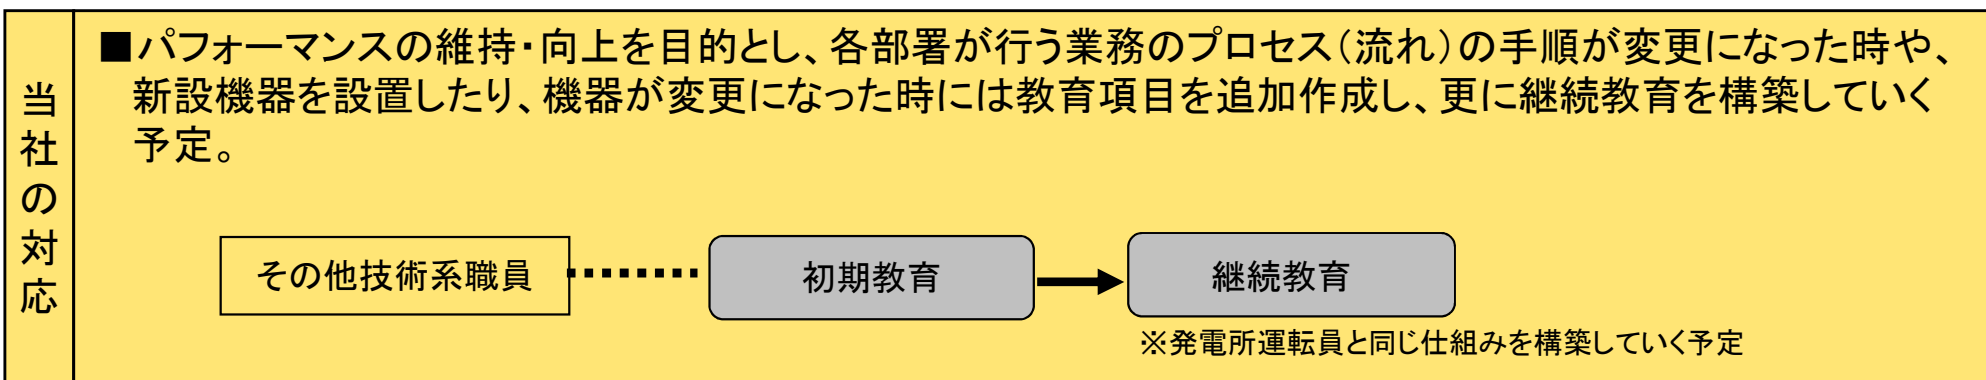 当社の対応
■パフォーマンスの維持・向上を目的とし、各部署が行う業務のプロセス(流れ)の手順が変更になった時や、
新設機器を設置したり、機器が変更になった時には教育項目を追加作成し、更に継続教育を構築していく
予定。
その他技術系職員
初期教育
継続教育
※発電所運転員と同じ仕組みを構築していく予定